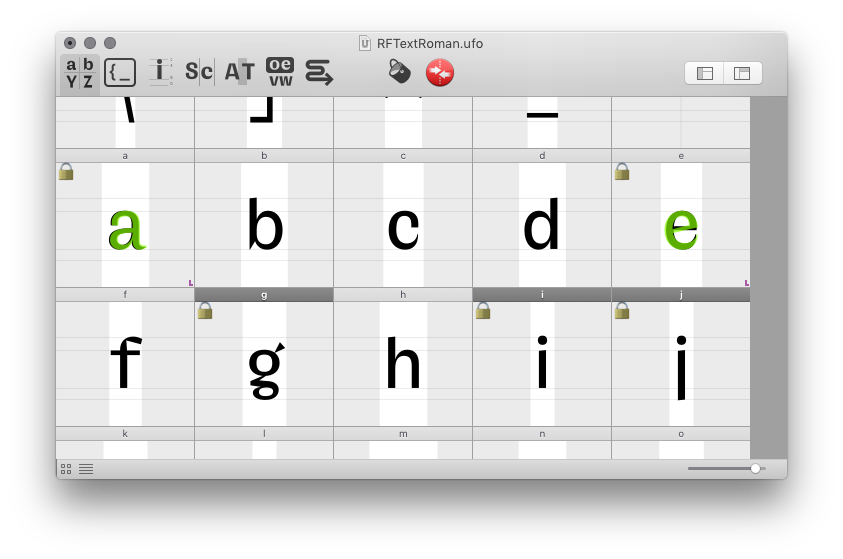 RFTextRoman.ufo
a b
Y Z
{_
i
Sc
AT
oe
vw
a b c d e
a b c d e
f g h i j
f g h i j
k l m n o